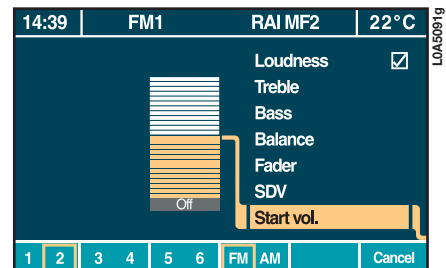 14:39 FM1 RAI MF2 22°C
Loudness
Treble
Bass
Balance
Fader
SDV
Off Start vol.
1 2 3 4 5 6 FM AM Cancel
L0A5091g